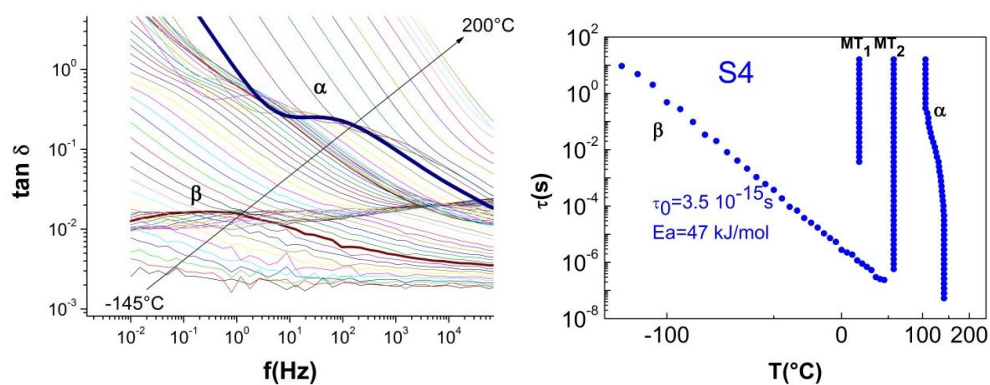 tan δ
10⁰
10⁻¹
10⁻²
10⁻³
200°C
α
β
-145°C
10⁻² 10⁻¹ 10⁰ 10¹ 10² 10³ 10⁴
f(Hz)
τ(s)
10²
10⁰
10⁻²
10⁻⁴
10⁻⁶
10⁻⁸
MT₁ MT₂
S4
α
β
τ₀=3.5 10⁻¹⁵s
Ea=47 kJ/mol
-100 0 100 200
T(°C)